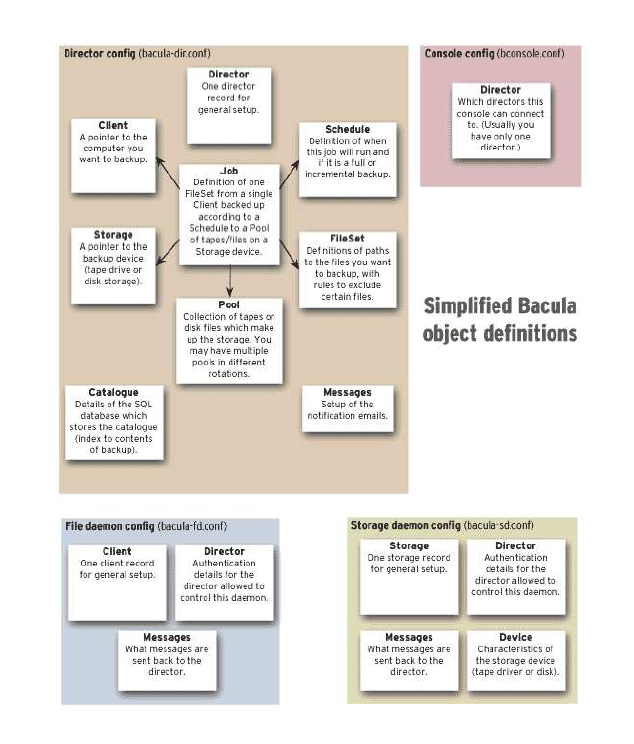 Director config (bacula-dir.conf)
Director
One director
record for
general setup.
Client
A pointer to the
computer you
want to backup.
Schedule
Definition of when
this job will run and
if it is a full or
incremental backup.
Job
Definition of one
FileSet from a single
Client backed up
according to a
Schedule to a Pool
of tapes/files on a
Storage device.
Storage
A pointer to the
backup device
(tape drive or
disk storage).
FileSet
Definitions of paths
to the files you want
to backup, with
rules to exclude
certain files.
Pool
Collection of tapes or
disk files which make
up the storage. You
may have multiple
pools in different
rotations.
Catalogue
Details of the SQL
database which
stores the catalogue
(index to contents
of backup).
Messages
Setup of the
notification emails.
Console config (bconsole.conf)
Director
Which directors this
console can connect
to. (Usually you
have only one
director.)
Simplified Bacula
object definitions
File daemon config (bacula-fd.conf)
Client
One client record
for general setup.
Director
Authentication
details for the
director allowed to
control this daemon.
Messages
What messages are
sent back to the
director.
Storage daemon config (bacula-sd.conf)
Storage
One storage record
for general setup.
Director
Authentication
details for the
director allowed to
control this daemon.
Messages
What messages are
sent back to the
director.
Device
Characteristics of
the storage device
(tape driver or disk).